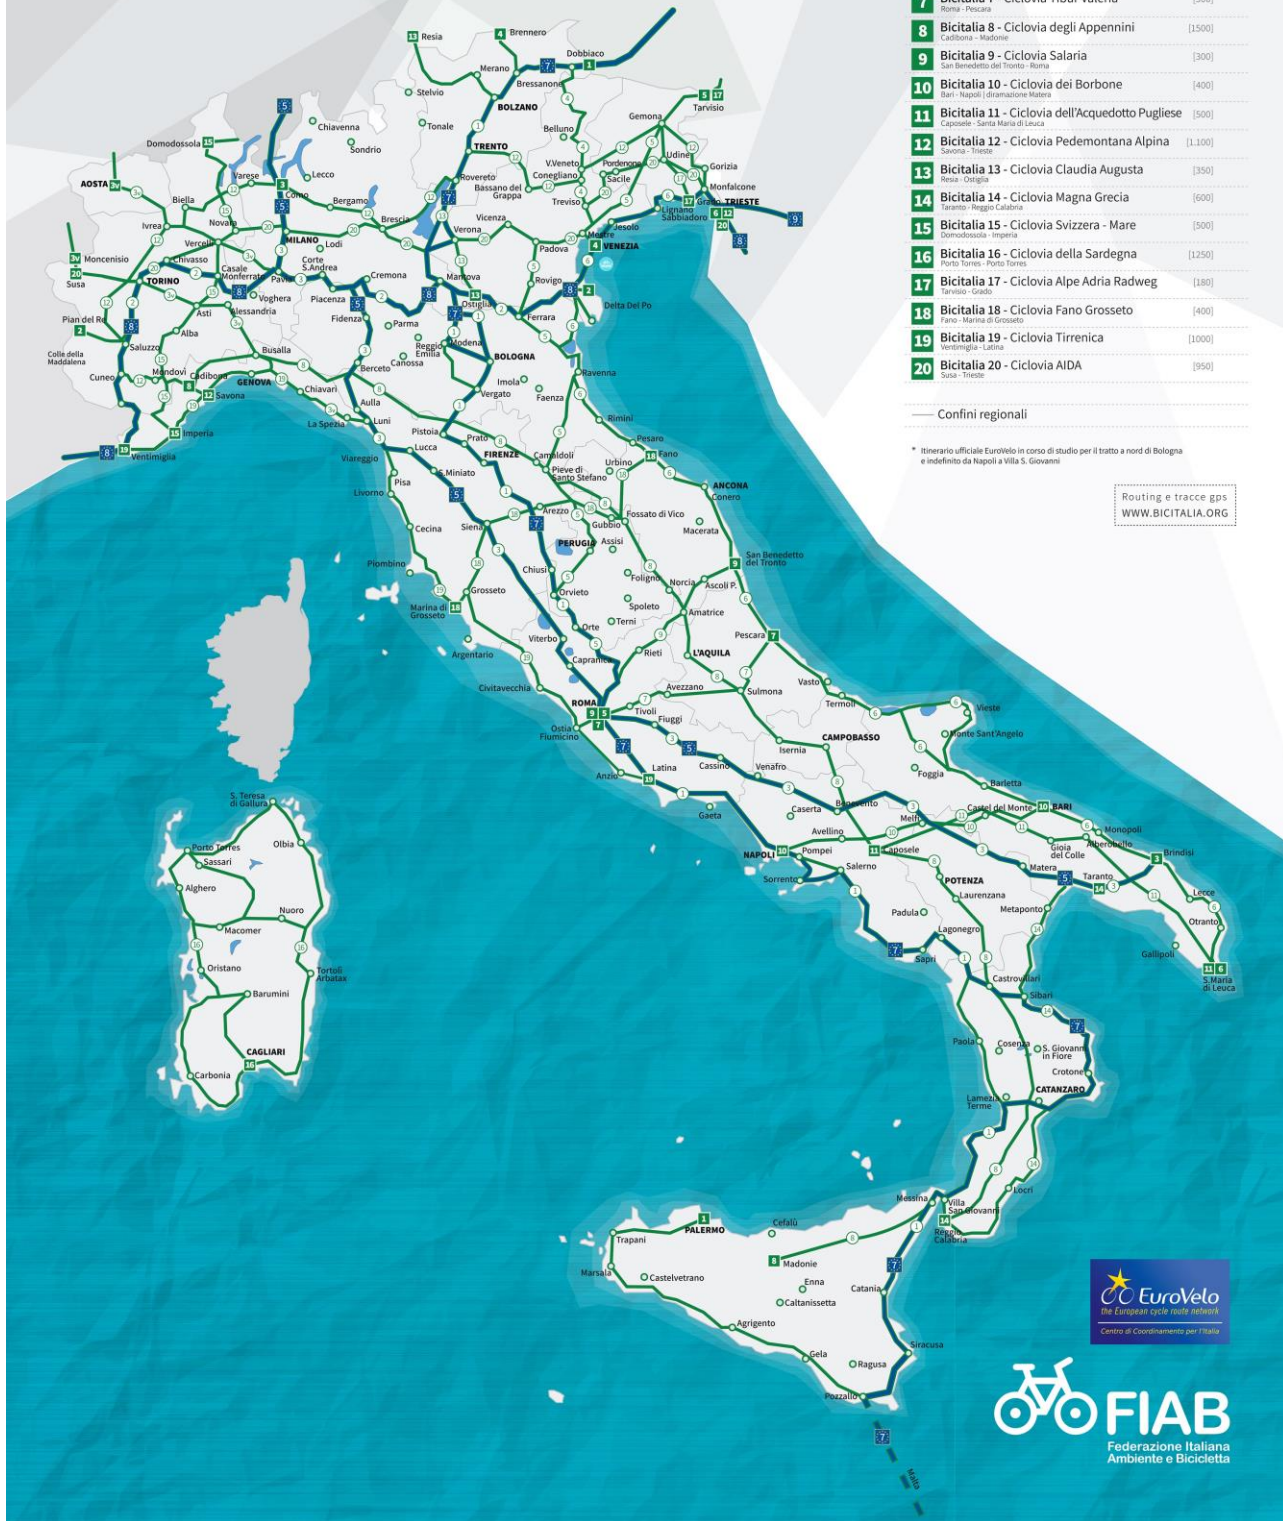 Roma - Pescara
8 Bicitalia 8 - Ciclovia degli Appennini [1500]
Cadibona - Madonie
9 Bicitalia 9 - Ciclovia Salaria [300]
San Benedetto del Tronto - Roma
10 Bicitalia 10 - Ciclovia dei Borbone [400]
Bari - Napoli | diramazione Matera
11 Bicitalia 11 - Ciclovia dell'Acquedotto Pugliese [500]
Caposele - Santa Maria di Leuca
12 Bicitalia 12 - Ciclovia Pedemontana Alpina [1.100]
Savona - Trieste
13 Bicitalia 13 - Ciclovia Claudia Augusta [350]
Resia - Ostiglia
14 Bicitalia 14 - Ciclovia Magna Grecia [600]
Taranto - Reggio Calabria
15 Bicitalia 15 - Ciclovia Svizzera - Mare [500]
Domodossola - Imperia
16 Bicitalia 16 - Ciclovia della Sardegna [1250]
Porto Torres - Porto Torres
17 Bicitalia 17 - Ciclovia Alpe Adria Radweg [180]
Tarvisio - Grado
18 Bicitalia 18 - Ciclovia Fano Grosseto [400]
Fano - Marina di Grosseto
19 Bicitalia 19 - Ciclovia Tirrenica [1000]
Ventimiglia - Latina
20 Bicitalia 20 - Ciclovia AIDA [950]
Susa - Trieste
Confini regionali
* Itinerario ufficiale EuroVelo in corso di studio per il tratto a nord di Bologna
e indefinito da Napoli a Villa S. Giovanni
Routing e tracce gps
WWW.BICITALIA.ORG
13 Resia
4 Brennero
Dobbiaco
Merano
Bressanone
Stelvio
BOLZANO
5 17
Tarvisio
Chiavenna
Tonale
Sondrio
Belluno
Gemona
Domodossola 15
TRENTO
Udine
Gorizia
V.Veneto
Pordenone
Conegliano
Sacile
AOSTA
Varese
Lecco
Como
Rovereto
Bassano del
Grappa
Monfalcone
Grado
TRIESTE
Biella
Bergamo
Treviso
Lignano
Sabbiadoro
Ivrea
Novara
Brescia
Vicenza
Jesolo
MILANO
Verona
Mestre
Vercelli
Lodi
Padova
VENEZIA
Moncenisio
Chivasso
Casale
Monferrato
Corte
S.Andrea
Cremona
Mantova
Rovigo
Susa
TORINO
Pavia
Voghera
Piacenza
Ostiglia
Delta Del Po
Pian del Re
Asti
Alessandria
Fidenza
Parma
Ferrara
Alba
Reggio
Emilia
Modena
Colle della
Maddalena
Saluzzo
Busalla
Canossa
BOLOGNA
Cuneo
Mondovì
Cadibona
GENOVA
Berceto
Imola
Ravenna
Savona
Chiavari
Vergato
Faenza
Aulla
La Spezia
Luni
Imperia
Rimini
Ventimiglia
Pistoia
Prato
Pesaro
Viareggio
Lucca
FIRENZE
Camaldoli
Urbino
Fano
S.Miniato
Pieve di
Santo Stefano
Pisa
Livorno
ANCONA
Conero
Arezzo
Cecina
Siena
Gubbio
Fossato di Vico
Macerata
PERUGIA
Assisi
Piombino
Chiusi
San Benedetto
del Tronto
Foligno
Norcia
Ascoli P.
Grosseto
Orvieto
Marina di
Grosseto
Spoleto
Amatrice
Terni
Orte
Viterbo
Pescara
Argentario
Rieti
L'AQUILA
Capranica
Civitavecchia
Avezzano
Sulmona
Vasto
ROMA
Termoli
Tivoli
Vieste
Fiuggi
Ostia
Fiumicino
Monte Sant'Angelo
CAMPOBASSO
Isernia
Anzio
Latina
Cassino
Venafro
Foggia
Barletta
Gaeta
Caserta
Benevento
Castel del Monte
BARI
Melfi
Monopoli
Avellino
NAPOLI
Pompei
Caposele
Gioia
del Colle
Alberobello
Brindisi
Sorrento
Salerno
POTENZA
Matera
Taranto
Laurenzana
Lecce
Padula
Metaponto
Otranto
Lagonegro
Gallipoli
Sapri
S.Maria
di Leuca
Castrovillari
Sibari
Paola
Cosenza
S. Giovanni
in Fiore
Crotone
Lamezia
Terme
CATANZARO
Locri
Messina
Villa
San Giovanni
Reggio
Calabria
S. Teresa
di Gallura
Porto Torres
Olbia
Sassari
Alghero
Nuoro
Macomer
Oristano
Tortolì
Arbatax
Barumini
CAGLIARI
Carbonia
PALERMO
Cefalù
Trapani
Madonie
Marsala
Castelvetrano
Enna
Catania
Caltanissetta
Agrigento
Gela
Siracusa
Ragusa
Pozzallo
Malta
EuroVelo
the European cycle route network
Centro di Coordinamento per l'Italia
FIAB
Federazione Italiana
Ambiente e Bicicletta